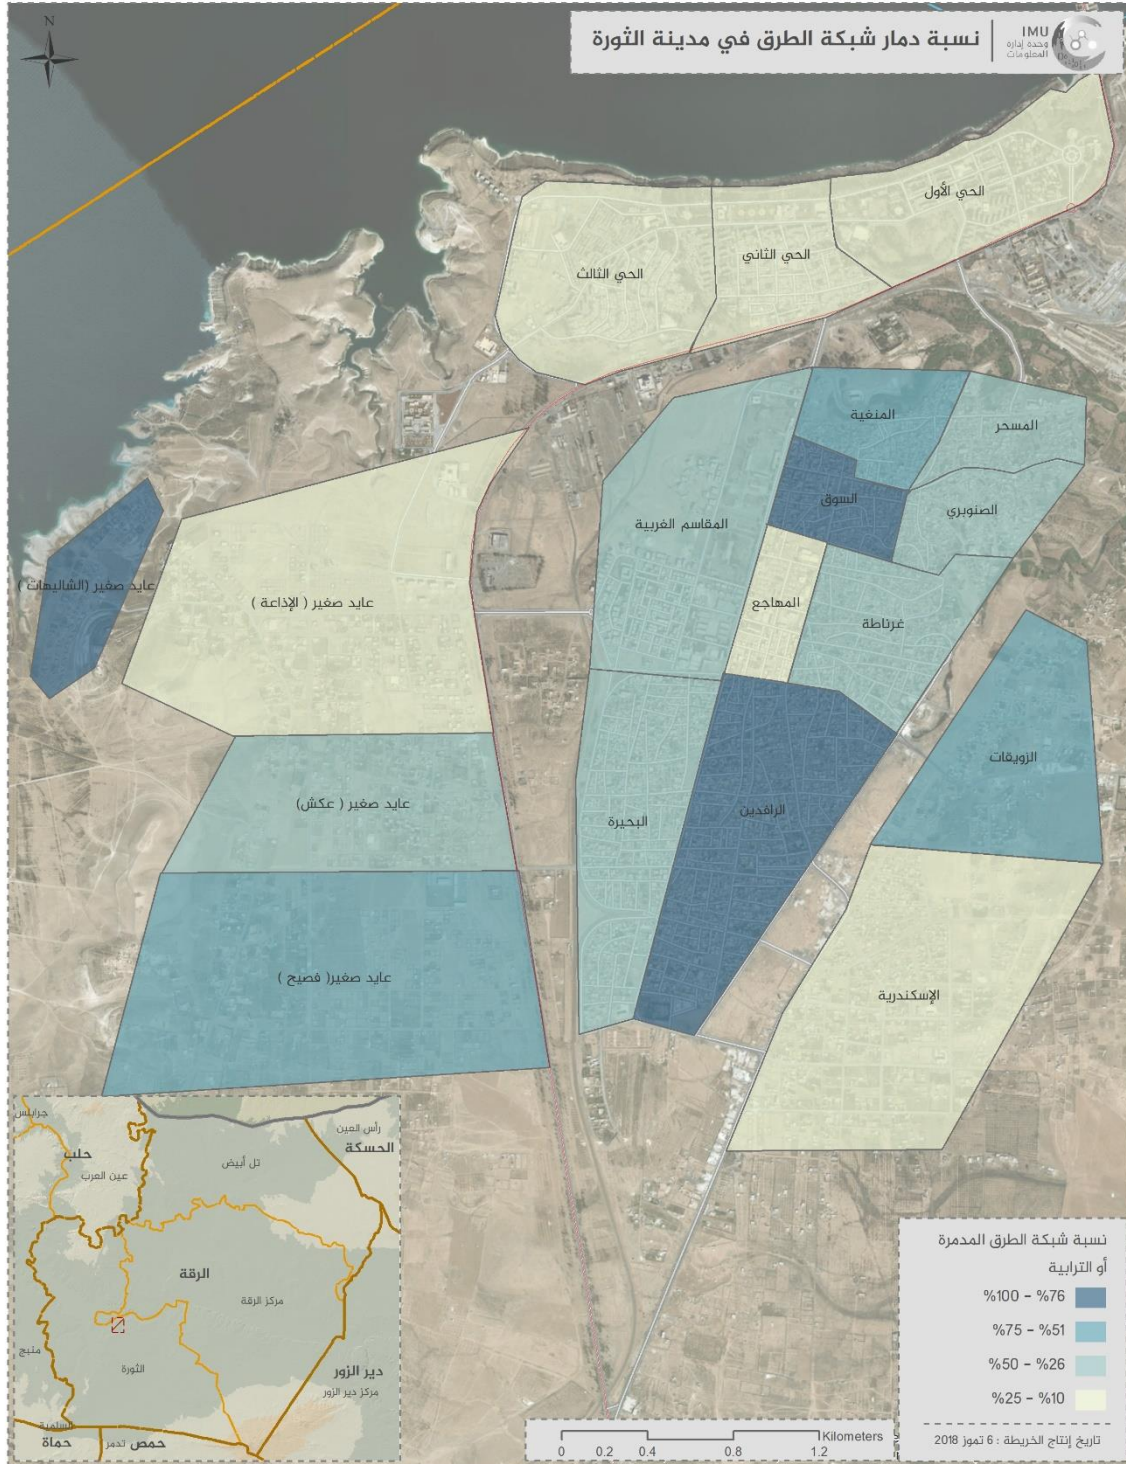 نسبة دمار شبكة الطرق في مدينة الثورة
IMU
وحدة إدارة
المعلومات
N
الحي الأول
الحي الثاني
الحي الثالث
المنغية
المسحر
السوق
الصنوبري
المقاسم الغربية
عايد صغير (الشاليهات )
عايد صغير ( الإذاعة )
المهاجع
غرناطة
الزويقات
عايد صغير ( عكش)
البحيرة
الرافدين
عايد صغير( فصيح )
الإسكندرية
جرابلس
رأس العين
الحسكة
حلب
تل أبيض
عين العرب
الرقة
مركز الرقة
منبج
الثورة
دير الزور
مركز دير الزور
السلمية
حماة
تدمر
حمص
نسبة شبكة الطرق المدمرة
أو الترابية
%76 - %100
%51 - %75
%26 - %50
%10 - %25
تاريخ إنتاج الخريطة : 6 تموز 2018
Kilometers
0 0.2 0.4 0.8 1.2